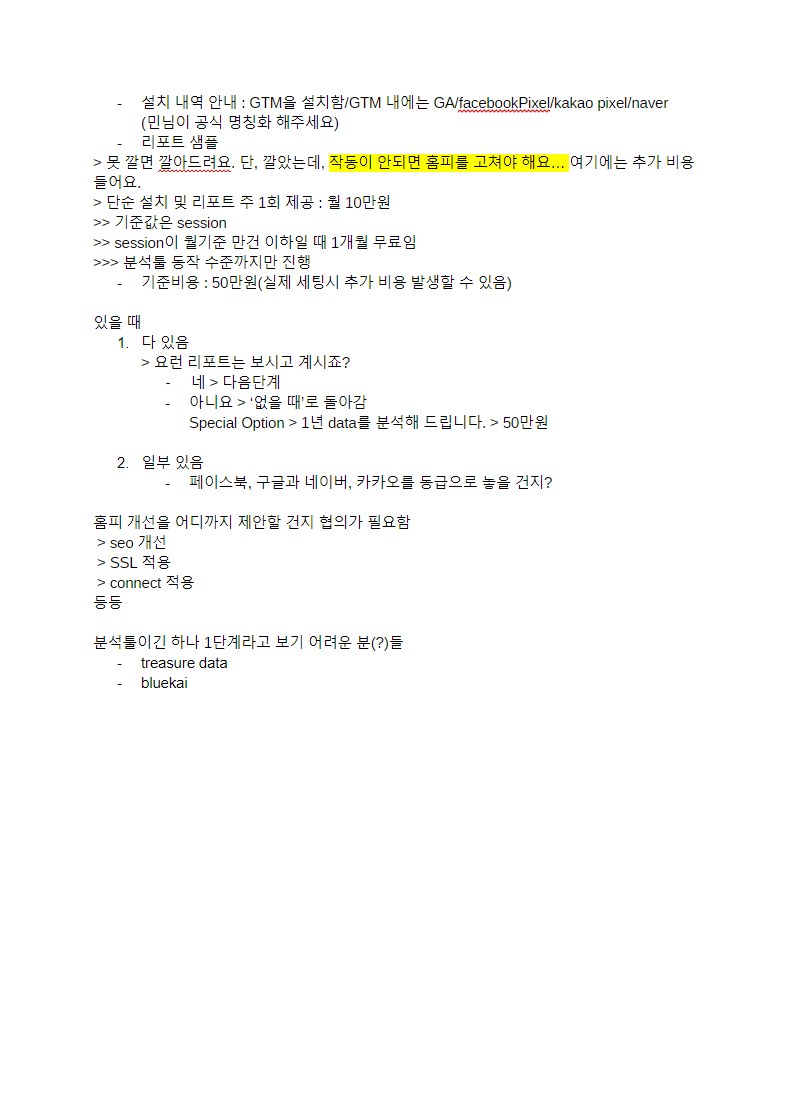 - 설치 내역 안내 : GTM을 설치함/GTM 내에는 GA/facebookPixel/kakao pixel/naver
(민님이 공식 명칭화 해주세요)
- 리포트 샘플
> 못 깔면 깔아드려요. 단, 깔았는데, 작동이 안되면 홈피를 고쳐야 해요... 여기에는 추가 비용
들어요.
> 단순 설치 및 리포트 주 1회 제공 : 월 10만원
>> 기준값은 session
>> session이 월기준 만건 이하일 때 1개월 무료임
>>> 분석툴 동작 수준까지만 진행
- 기준비용 : 50만원(실제 세팅시 추가 비용 발생할 수 있음)
있을 때
1. 다 있음
> 요런 리포트는 보시고 계시죠?
- 네 > 다음단계
- 아니요 > ‘없을 때’로 돌아감
Special Option > 1년 data를 분석해 드립니다. > 50만원
2. 일부 있음
- 페이스북, 구글과 네이버, 카카오를 동급으로 놓을 건지?
홈피 개선을 어디까지 제안할 건지 협의가 필요함
> seo 개선
> SSL 적용
> connect 적용
등등
분석툴이긴 하나 1단계라고 보기 어려운 분(?)들
- treasure data
- bluekai